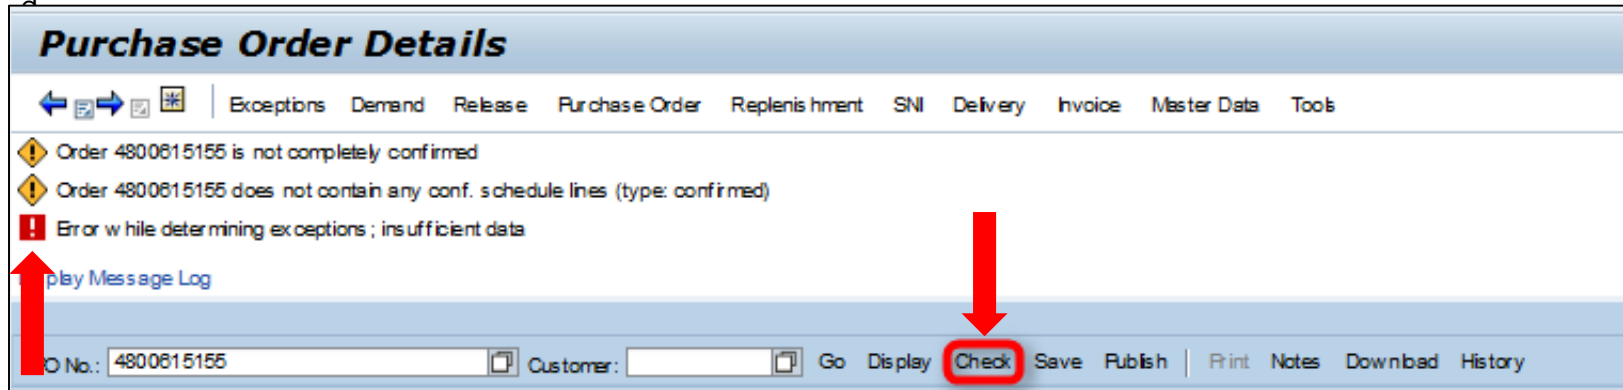 Purchase Order Details
Exceptions Demand Release Purchase Order Replenishment SNI Delivery Invoice Master Data Tools
Order 4800615155 is not completely confirmed
Order 4800615155 does not contain any conf. schedule lines (type: confirmed)
Error while determining exceptions; insufficient data
play Message Log
O No.: 4800615155 Customer: Go Display Check Save Publish Print Notes Download History